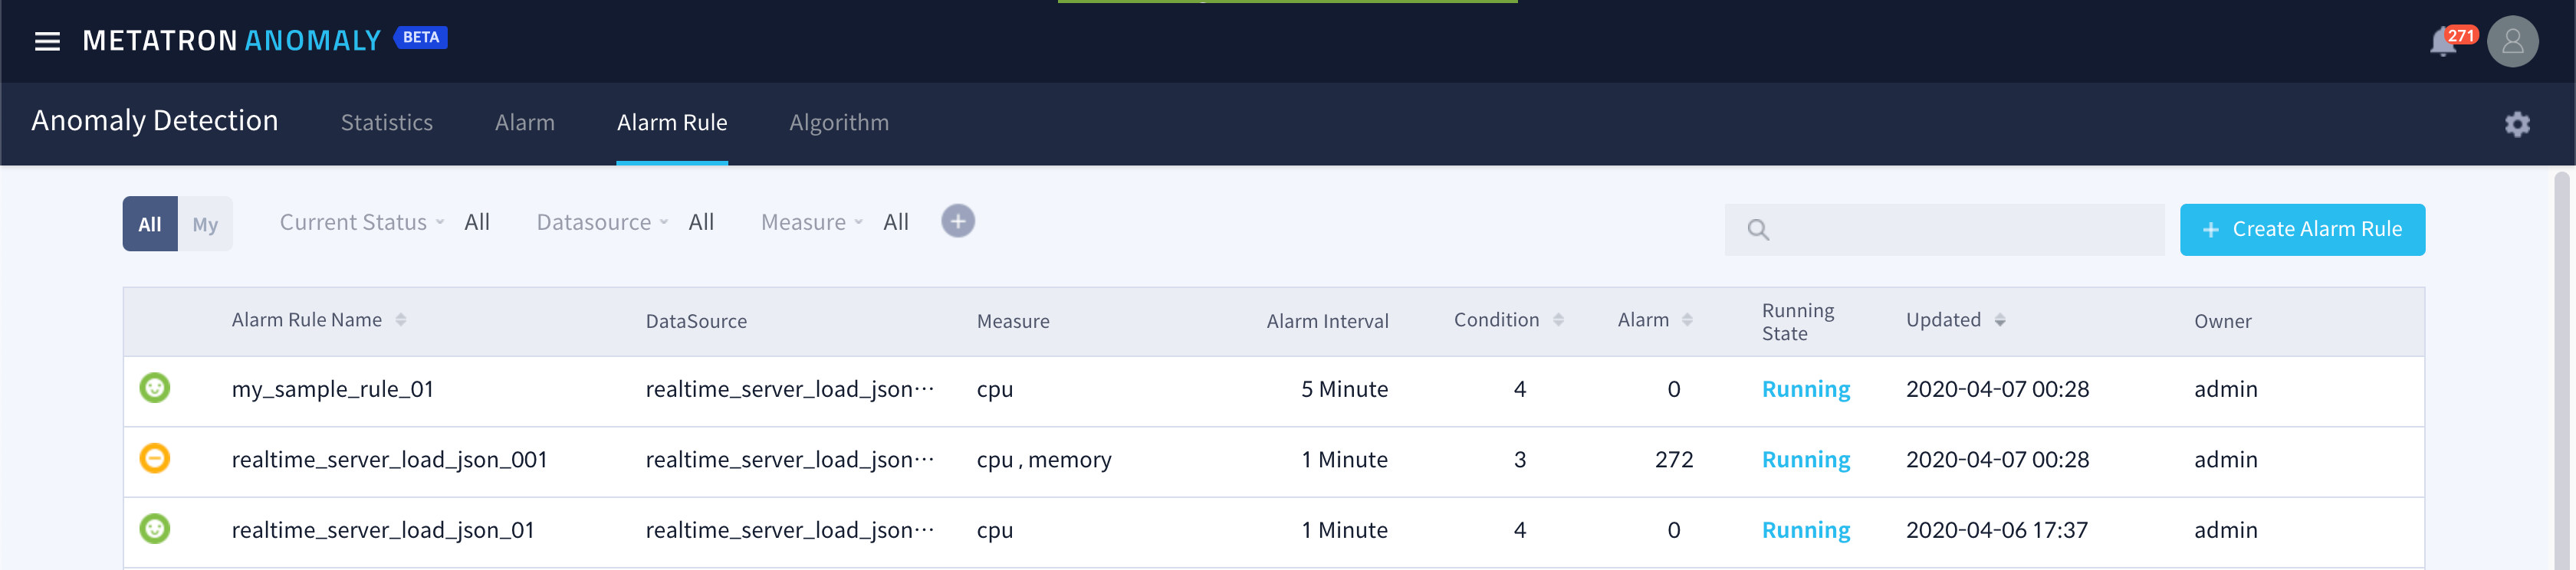 METATRON ANOMALY BETA 271
Anomaly Detection Statistics Alarm Alarm Rule Algorithm
All My Current Status All Datasource All Measure All + + Create Alarm Rule
Alarm Rule Name DataSource Measure Alarm Interval Condition Alarm Running State Updated Owner
my_sample_rule_01 realtime_server_load_json··· cpu 5 Minute 4 0 Running 2020-04-07 00:28 admin
realtime_server_load_json_001 realtime_server_load_json··· cpu , memory 1 Minute 3 272 Running 2020-04-07 00:28 admin
realtime_server_load_json_01 realtime_server_load_json··· cpu 1 Minute 4 0 Running 2020-04-06 17:37 admin